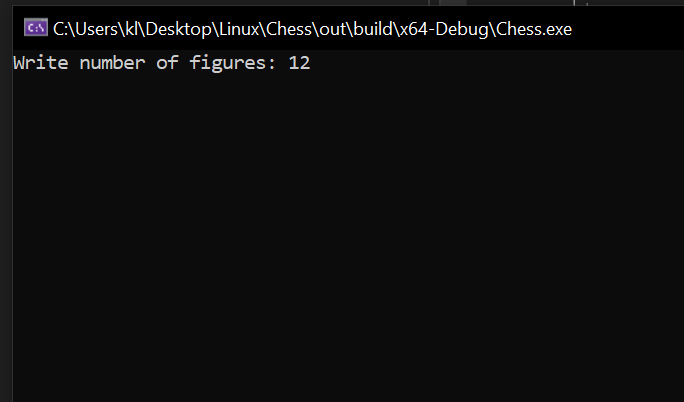 C:\Users\kl\Desktop\Linux\Chess\out\build\x64-Debug\Chess.exe
Write number of figures: 12